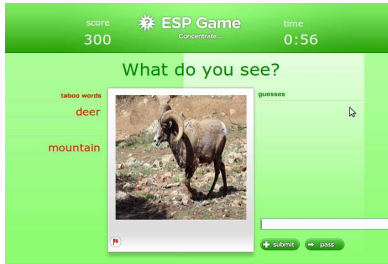 score
300
ESP Game
Concentrate...
time
0:56
What do you see?
taboo words
deer
mountain
guesses
submit
pass